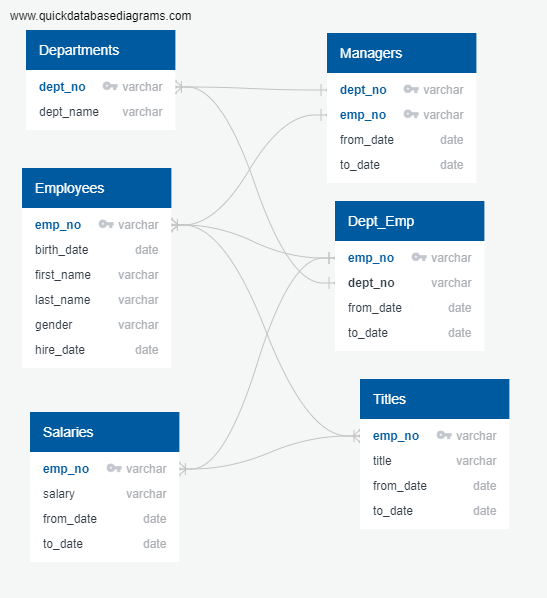 www.quickdatabasediagrams.com
Departments
dept_no varchar
dept_name varchar
Managers
dept_no varchar
emp_no varchar
from_date date
to_date date
Employees
emp_no varchar
birth_date date
first_name varchar
last_name varchar
gender varchar
hire_date date
Dept_Emp
emp_no varchar
dept_no varchar
from_date date
to_date date
Salaries
emp_no varchar
salary varchar
from_date date
to_date date
Titles
emp_no varchar
title varchar
from_date date
to_date date